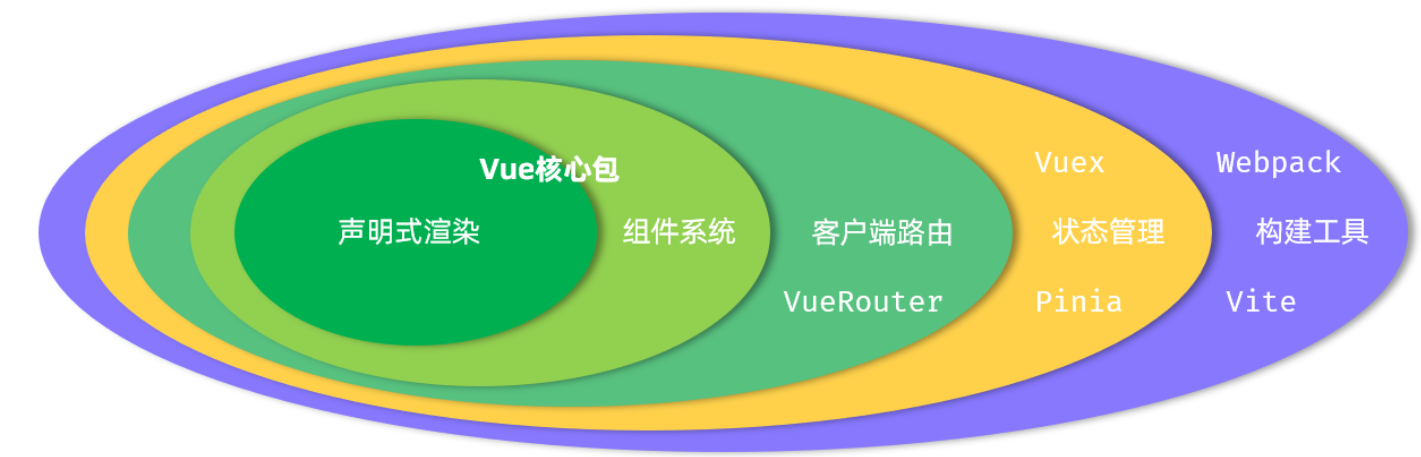 Vue核心包
声明式渲染
组件系统
客户端路由
VueRouter
Vuex
状态管理
Pinia
Webpack
构建工具
Vite